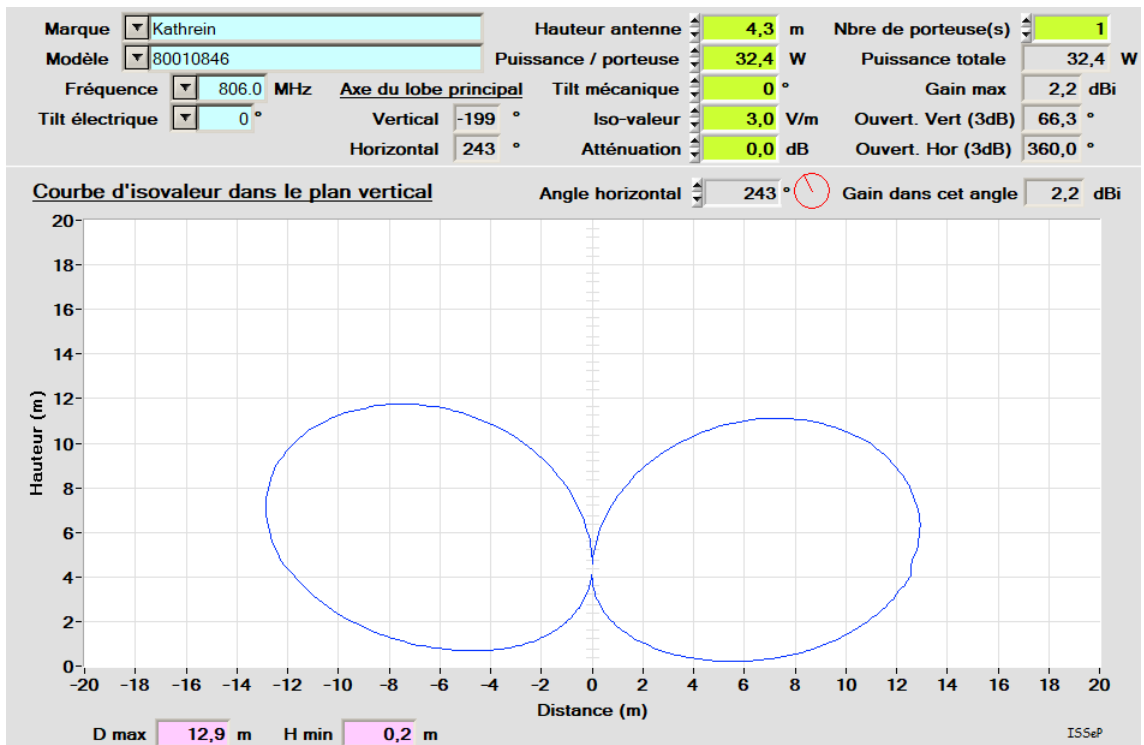 Marque Kathrein Hauteur antenne 4,3 m Nbre de porteuse(s) 1
Modèle 80010846 Puissance / porteuse 32,4 W Puissance totale 32,4 W
Fréquence 806.0 MHz Axe du lobe principal Tilt mécanique 0 ° Gain max 2,2 dBi
Tilt électrique 0 ° Vertical -199 ° Iso-valeur 3,0 V/m Ouvert. Vert (3dB) 66,3 °
Horizontal 243 ° Atténuation 0,0 dB Ouvert. Hor (3dB) 360,0 °
Courbe d'isovaleur dans le plan vertical Angle horizontal 243 ° Gain dans cet angle 2,2 dBi
20
18
16
14
12
10
8
6
4
2
0
Hauteur (m)
-20 -18 -16 -14 -12 -10 -8 -6 -4 -2 0 2 4 6 8 10 12 14 16 18 20
Distance (m)
D max 12,9 m H min 0,2 m ISSeP